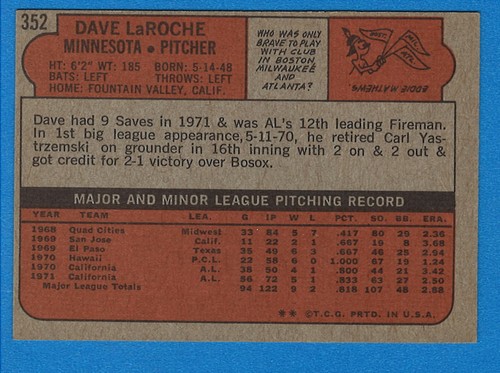 352
DAVE LaROCHE
MINNESOTA • PITCHER
HT: 6'2" WT: 185 BORN: 5-14-48
BATS: LEFT THROWS: LEFT
HOME: FOUNTAIN VALLEY, CALIF.
WHO WAS ONLY
BRAVE TO PLAY
WITH CLUB
IN BOSTON,
MILWAUKEE
AND
ATLANTA?
BOS.
MIL.
ATL.
EDDIE MATHEWS
Dave had 9 Saves in 1971 & was AL's 12th leading Fireman.
In 1st big league appearance, 5-11-70, he retired Carl Yas-
trzemski on grounder in 16th inning with 2 on & 2 out &
got credit for 2-1 victory over Bosox.
MAJOR AND MINOR LEAGUE PITCHING RECORD
YEAR TEAM LEA. G IP W L PCT. SO. BB. ERA.
1968 Quad Cities Midwest 33 84 5 7 .417 80 29 2.36
1969 San Jose Calif. 11 22 2 1 .667 19 8 3.68
1969 El Paso Texas 35 49 6 3 .667 46 25 2.94
1970 Hawaii P.C.L. 22 58 6 0 1.000 67 19 1.24
1970 California A.L. 38 50 4 1 .800 44 21 3.42
1971 California A.L. 56 72 5 1 .833 63 27 2.50
Major League Totals 94 122 9 2 .818 107 48 2.88
** ©T.C.G. PRTD. IN U.S.A.